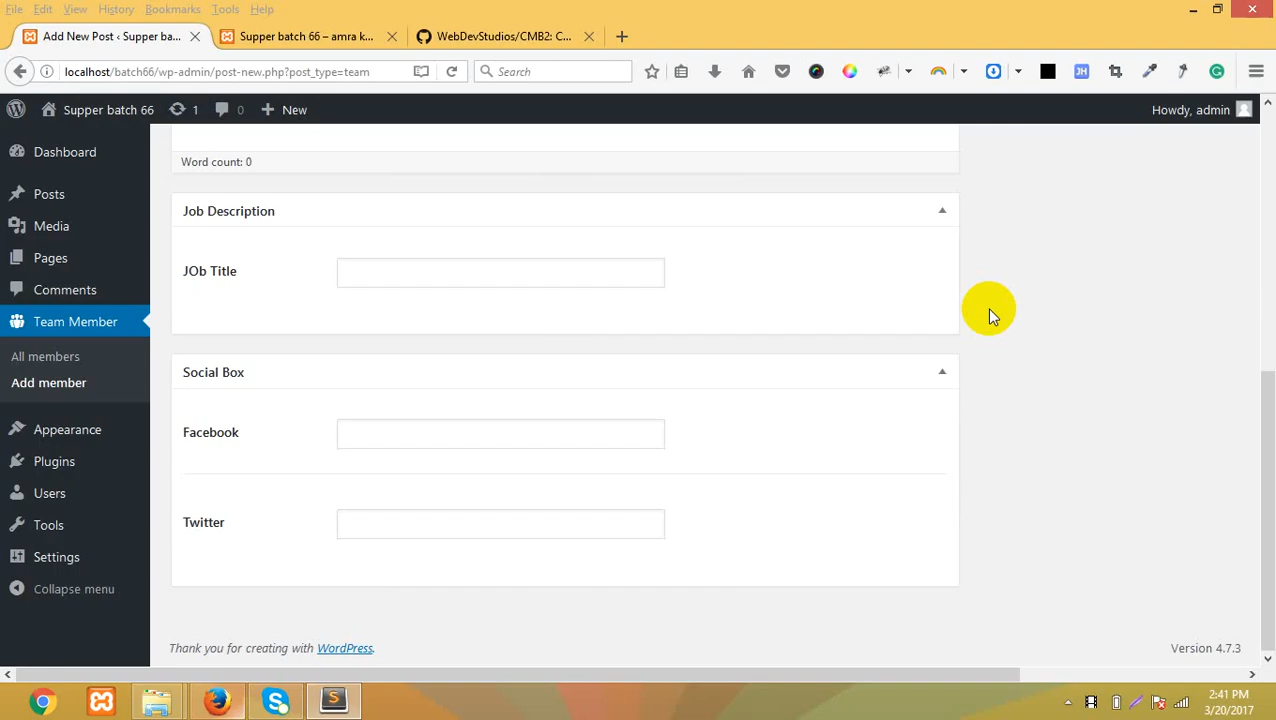 File Edit View History Bookmarks Tools Help
Add New Post ‹ Supper ba... Supper batch 66 – amra k... WebDevStudios/CMB2: C...
localhost/batch66/wp-admin/post-new.php?post_type=team Search JH
Supper batch 66 1 0 New Howdy, admin
Dashboard
Posts
Media
Pages
Comments
Team Member
All members
Add member
Appearance
Plugins
Users
Tools
Settings
Collapse menu
Word count: 0
Job Description
JOb Title
Social Box
Facebook
Twitter
Thank you for creating with WordPress. Version 4.7.3
2:41 PM
3/20/2017